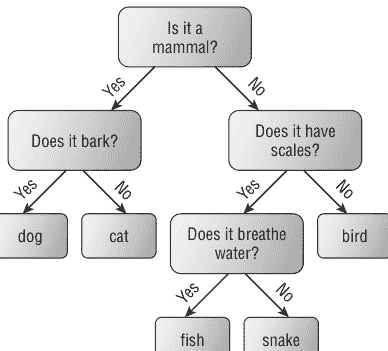 Is it a
mammal?
Yes
No
Does it bark?
Does it have
scales?
Yes
No
Yes
No
dog
cat
Does it breathe
water?
bird
Yes
No
fish
snake